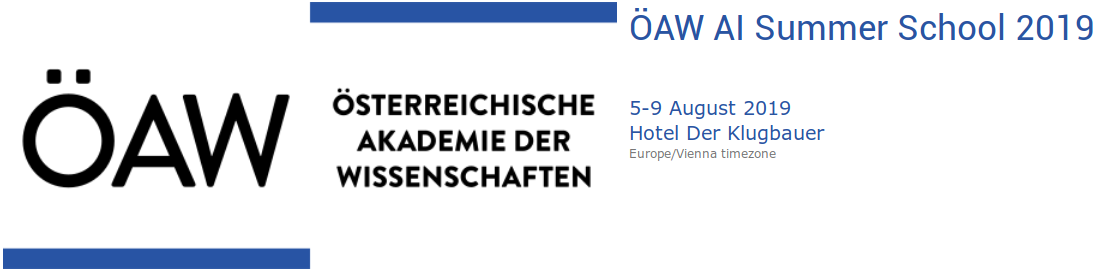 ÖAW
ÖSTERREICHISCHE
AKADEMIE DER
WISSENSCHAFTEN
ÖAW AI Summer School 2019
5-9 August 2019
Hotel Der Klugbauer
Europe/Vienna timezone